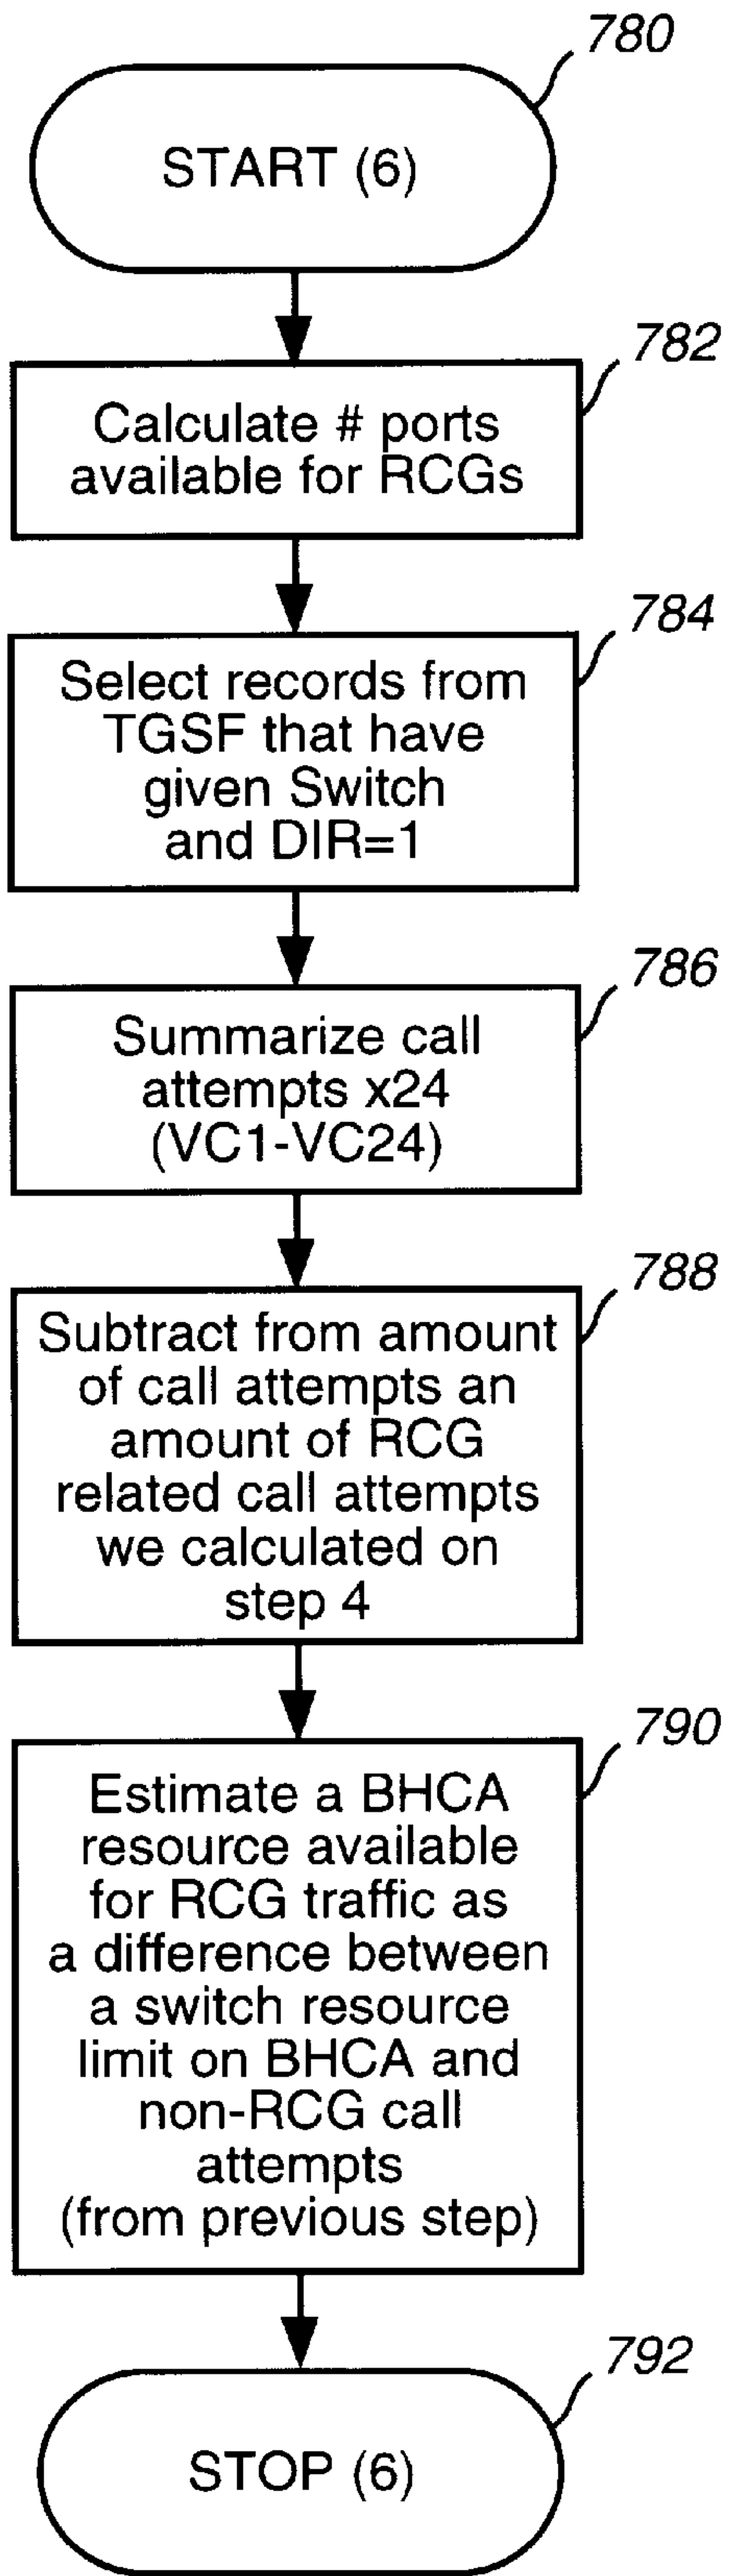 780
START (6)
782
Calculate # ports
available for RCGs
784
Select records from
TGSF that have
given Switch
and DIR=1
786
Summarize call
attempts x24
(VC1-VC24)
788
Subtract from amount
of call attempts an
amount of RCG
related call attempts
we calculated on
step 4
790
Estimate a BHCA
resource available
for RCG traffic as
a difference between
a switch resource
limit on BHCA and
non-RCG call
attempts
(from previous step)
792
STOP (6)